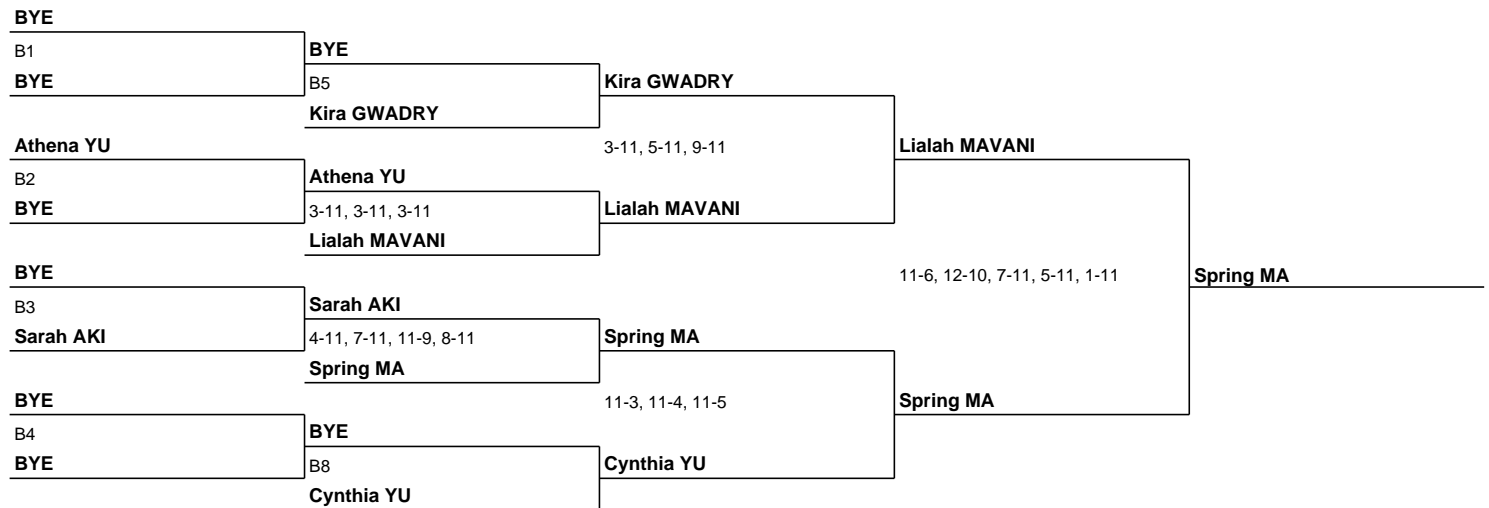 BYE
B1
BYE
BYE
B5
Kira GWADRY
Kira GWADRY
Athena YU
3-11, 5-11, 9-11
Lialah MAVANI
B2
Athena YU
BYE
3-11, 3-11, 3-11
Lialah MAVANI
Lialah MAVANI
BYE
11-6, 12-10, 7-11, 5-11, 1-11
Spring MA
B3
Sarah AKI
Sarah AKI
4-11, 7-11, 11-9, 8-11
Spring MA
Spring MA
BYE
11-3, 11-4, 11-5
Spring MA
B4
BYE
BYE
B8
Cynthia YU
Cynthia YU